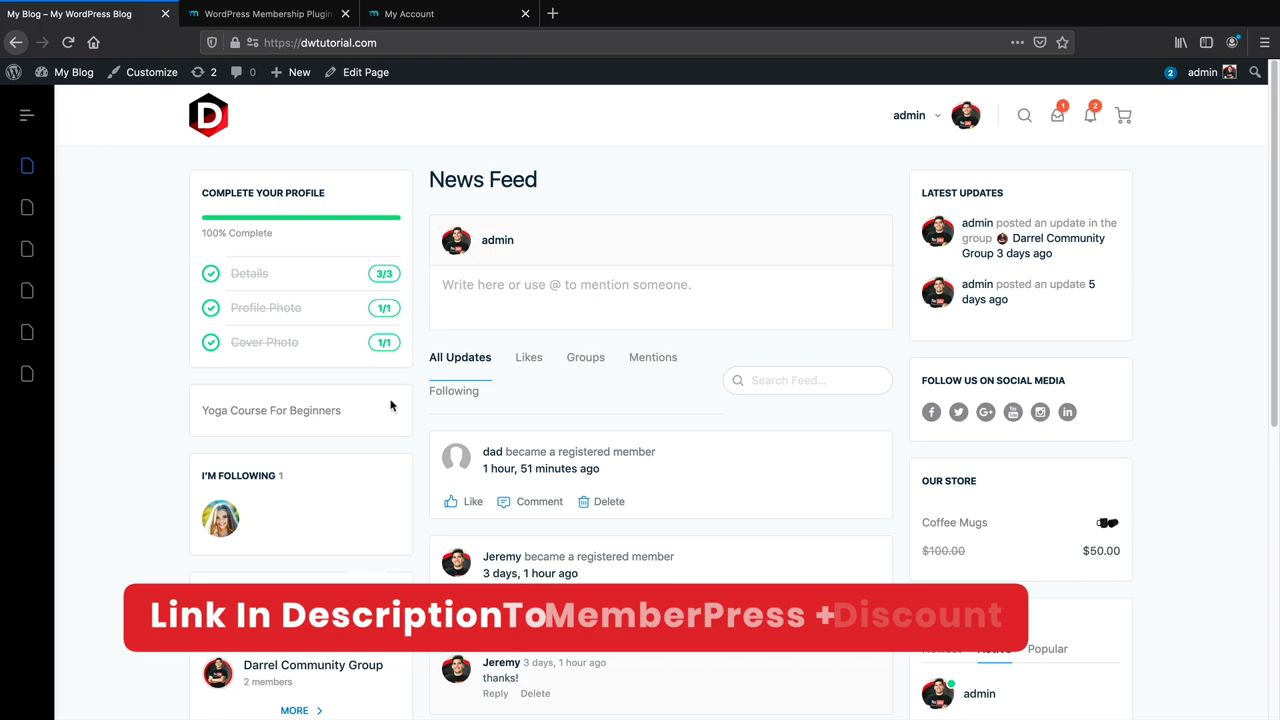 My Blog – My WordPress Blog
WordPress Membership Plugin
My Account
https://dwtutorial.com
My Blog
Customize
2
0
New
Edit Page
2
admin
D
admin
1
2
COMPLETE YOUR PROFILE
100% Complete
Details 3/3
Profile Photo 1/1
Cover Photo 1/1
Yoga Course For Beginners
I'M FOLLOWING 1
Darrel Community Group
2 members
MORE
News Feed
admin
Write here or use @ to mention someone.
All Updates Likes Groups Mentions
Following
Search Feed...
dad became a registered member
1 hour, 51 minutes ago
Like Comment Delete
Jeremy became a registered member
3 days, 1 hour ago
Link In Description To MemberPress + Discount
Jeremy 3 days, 1 hour ago
thanks!
Reply Delete
LATEST UPDATES
admin posted an update in the
group Darrel Community
Group 3 days ago
admin posted an update 5
days ago
FOLLOW US ON SOCIAL MEDIA
OUR STORE
Coffee Mugs
$100.00 $50.00
Popular
admin